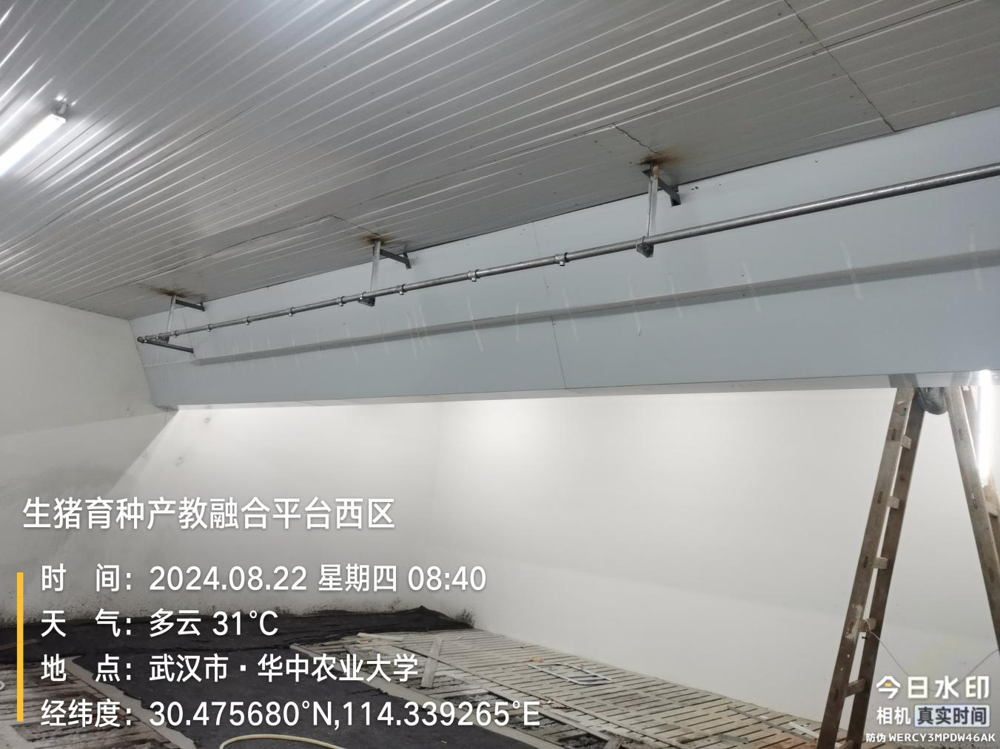 生猪育种产教融合平台西区
时 间：2024.08.22 星期四 08:40
天 气：多云 31°C
地 点：武汉市·华中农业大学
经纬度：30.475680°N,114.339265°E
今日水印
相机 真实时间
防伪 WERCY3MPDW46AK